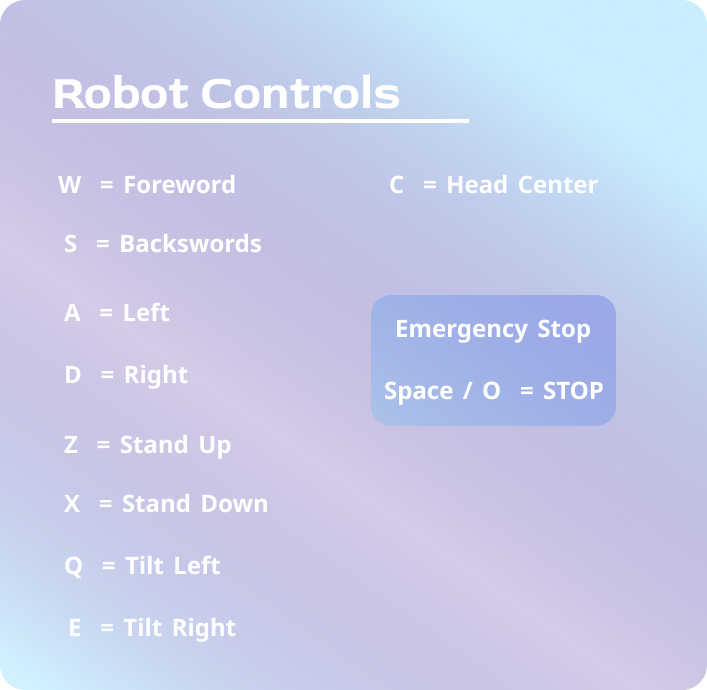 Robot Controls
W = Foreword
S = Backswords
A = Left
D = Right
Z = Stand Up
X = Stand Down
Q = Tilt Left
E = Tilt Right
C = Head Center
Emergency Stop
Space / O = STOP